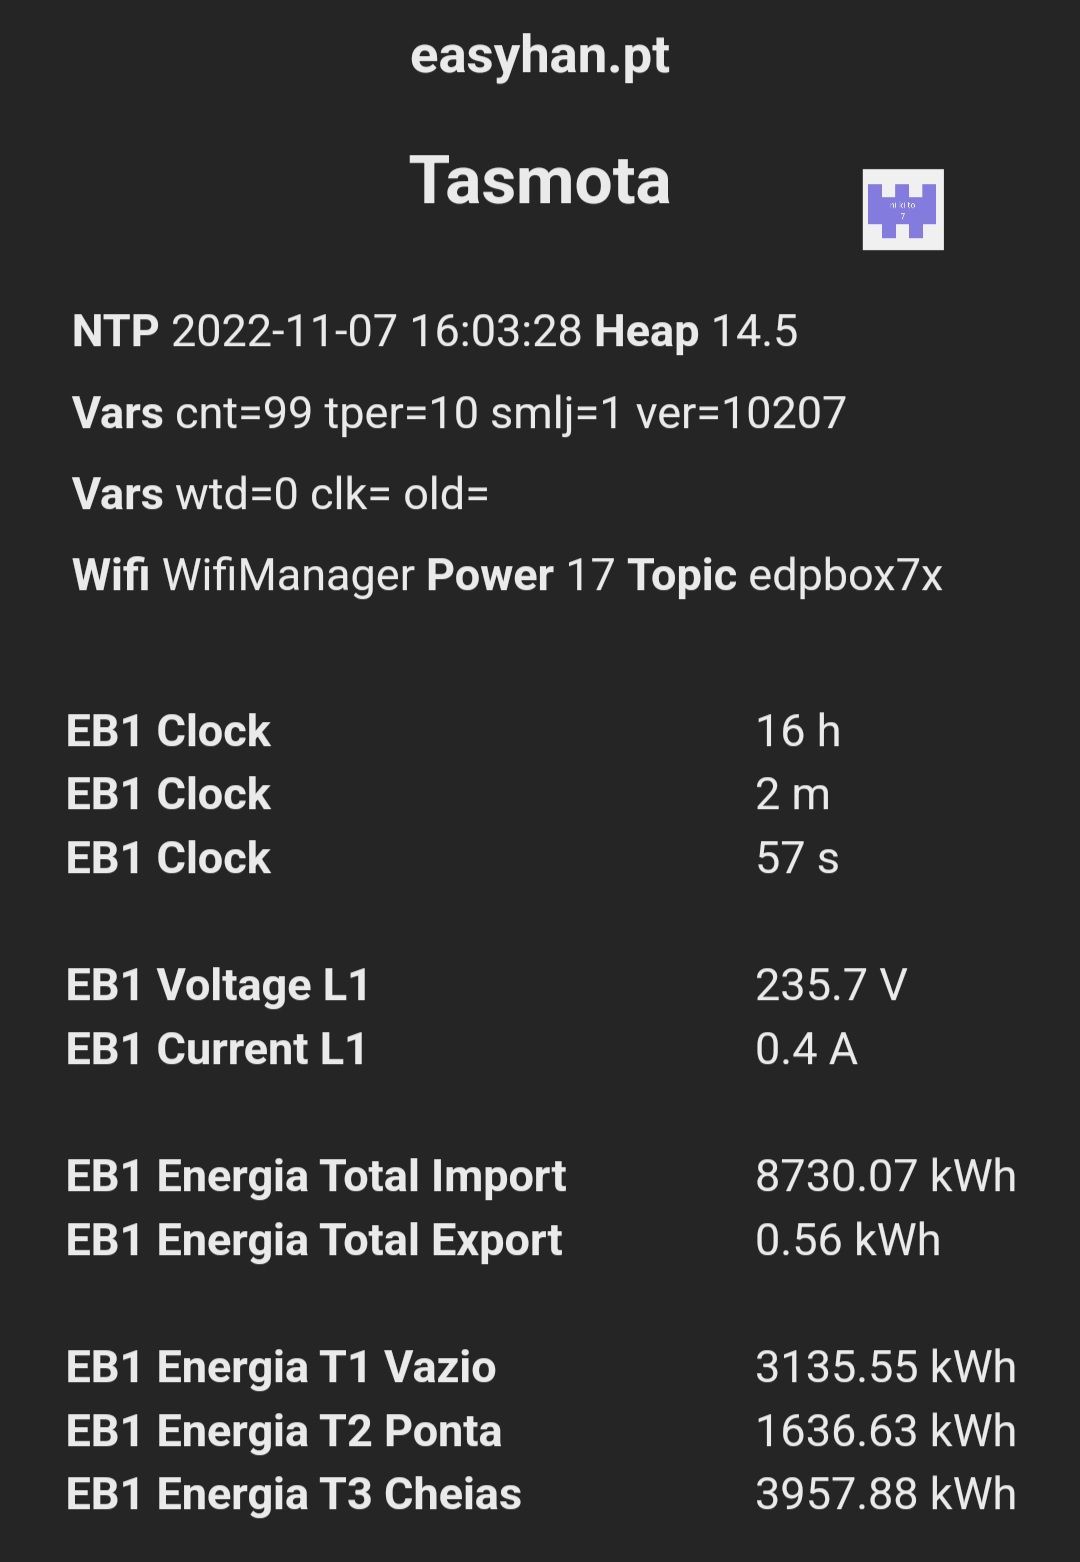 easyhan.pt
Tasmota
NTP 2022-11-07 16:03:28 Heap 14.5
Vars cnt=99 tper=10 smlj=1 ver=10207
Vars wtd=0 clk= old=
Wifi WifiManager Power 17 Topic edpbox7x
EB1 Clock 16 h
EB1 Clock 2 m
EB1 Clock 57 s
EB1 Voltage L1 235.7 V
EB1 Current L1 0.4 A
EB1 Energia Total Import 8730.07 kWh
EB1 Energia Total Export 0.56 kWh
EB1 Energia T1 Vazio 3135.55 kWh
EB1 Energia T2 Ponta 1636.63 kWh
EB1 Energia T3 Cheias 3957.88 kWh